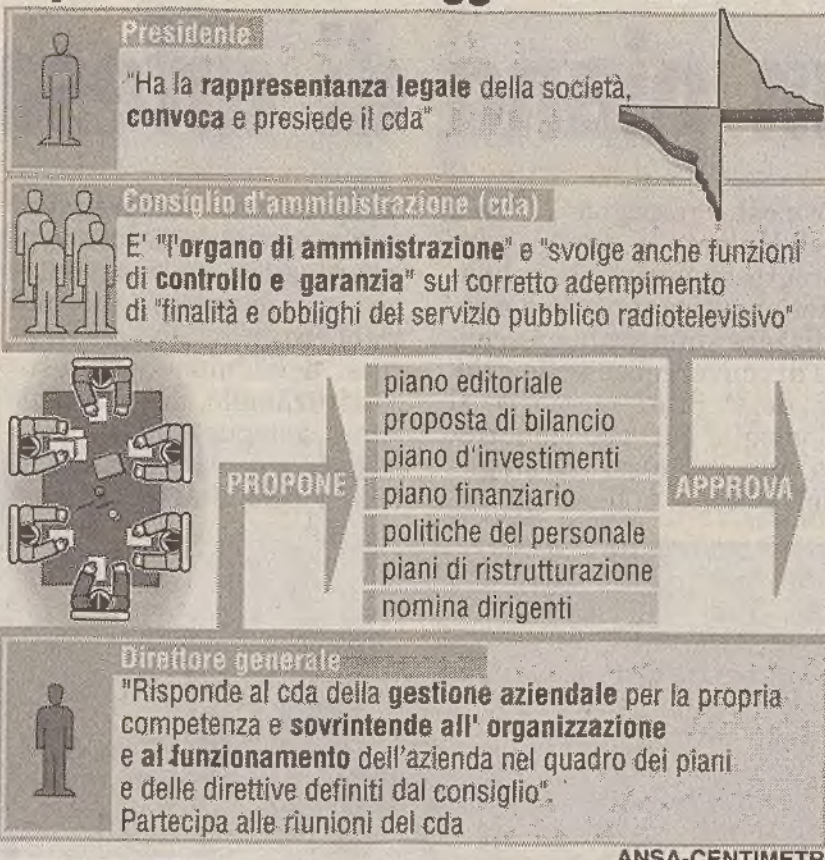 Presidente
"Ha la rappresentanza legale della società,
convoca e presiede il cda"
Consiglio d'amministrazione (cda)
E' "l'organo di amministrazione" e "svolge anche funzioni
di controllo e garanzia" sul corretto adempimento
di "finalità e obblighi del servizio pubblico radiotelevisivo"
PROPONE
piano editoriale
proposta di bilancio
piano d'investimenti
piano finanziario
politiche del personale
piani di ristrutturazione
nomina dirigenti
APPROVA
Direttore generale
"Risponde al cda della gestione aziendale per la propria
competenza e sovrintende all' organizzazione
e al funzionamento dell'azienda nel quadro dei piani
e delle direttive definiti dal consiglio".
Partecipa alle riunioni del cda
ANSA-CENTIMETR